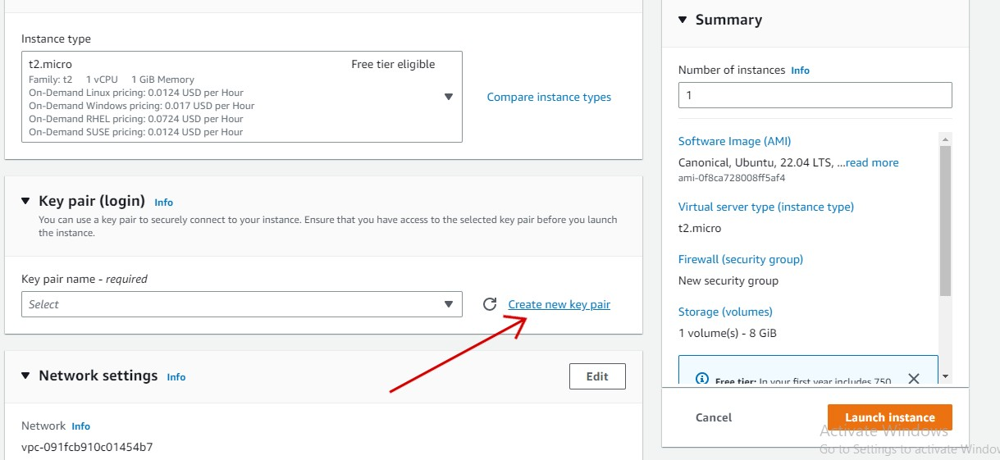 Instance type
t2.micro Free tier eligible
Family: t2 1 vCPU 1 GiB Memory
On-Demand Linux pricing: 0.0124 USD per Hour
On-Demand Windows pricing: 0.017 USD per Hour
On-Demand RHEL pricing: 0.0724 USD per Hour
On-Demand SUSE pricing: 0.0124 USD per Hour
Compare instance types
Key pair (login) Info
You can use a key pair to securely connect to your instance. Ensure that you have access to the selected key pair before you launch
the instance.
Key pair name - required
Select
Create new key pair
Network settings Info
Edit
Network Info
vpc-091fcb910c01454b7
Summary
Number of instances Info
1
Software Image (AMI)
Canonical, Ubuntu, 22.04 LTS, ...read more
ami-0f8ca728008ff5af4
Virtual server type (instance type)
t2.micro
Firewall (security group)
New security group
Storage (volumes)
1 volume(s) - 8 GiB
Free tier: In your first year includes 750
Cancel
Launch instance
Activate Windows
Go to Settings to activate Window